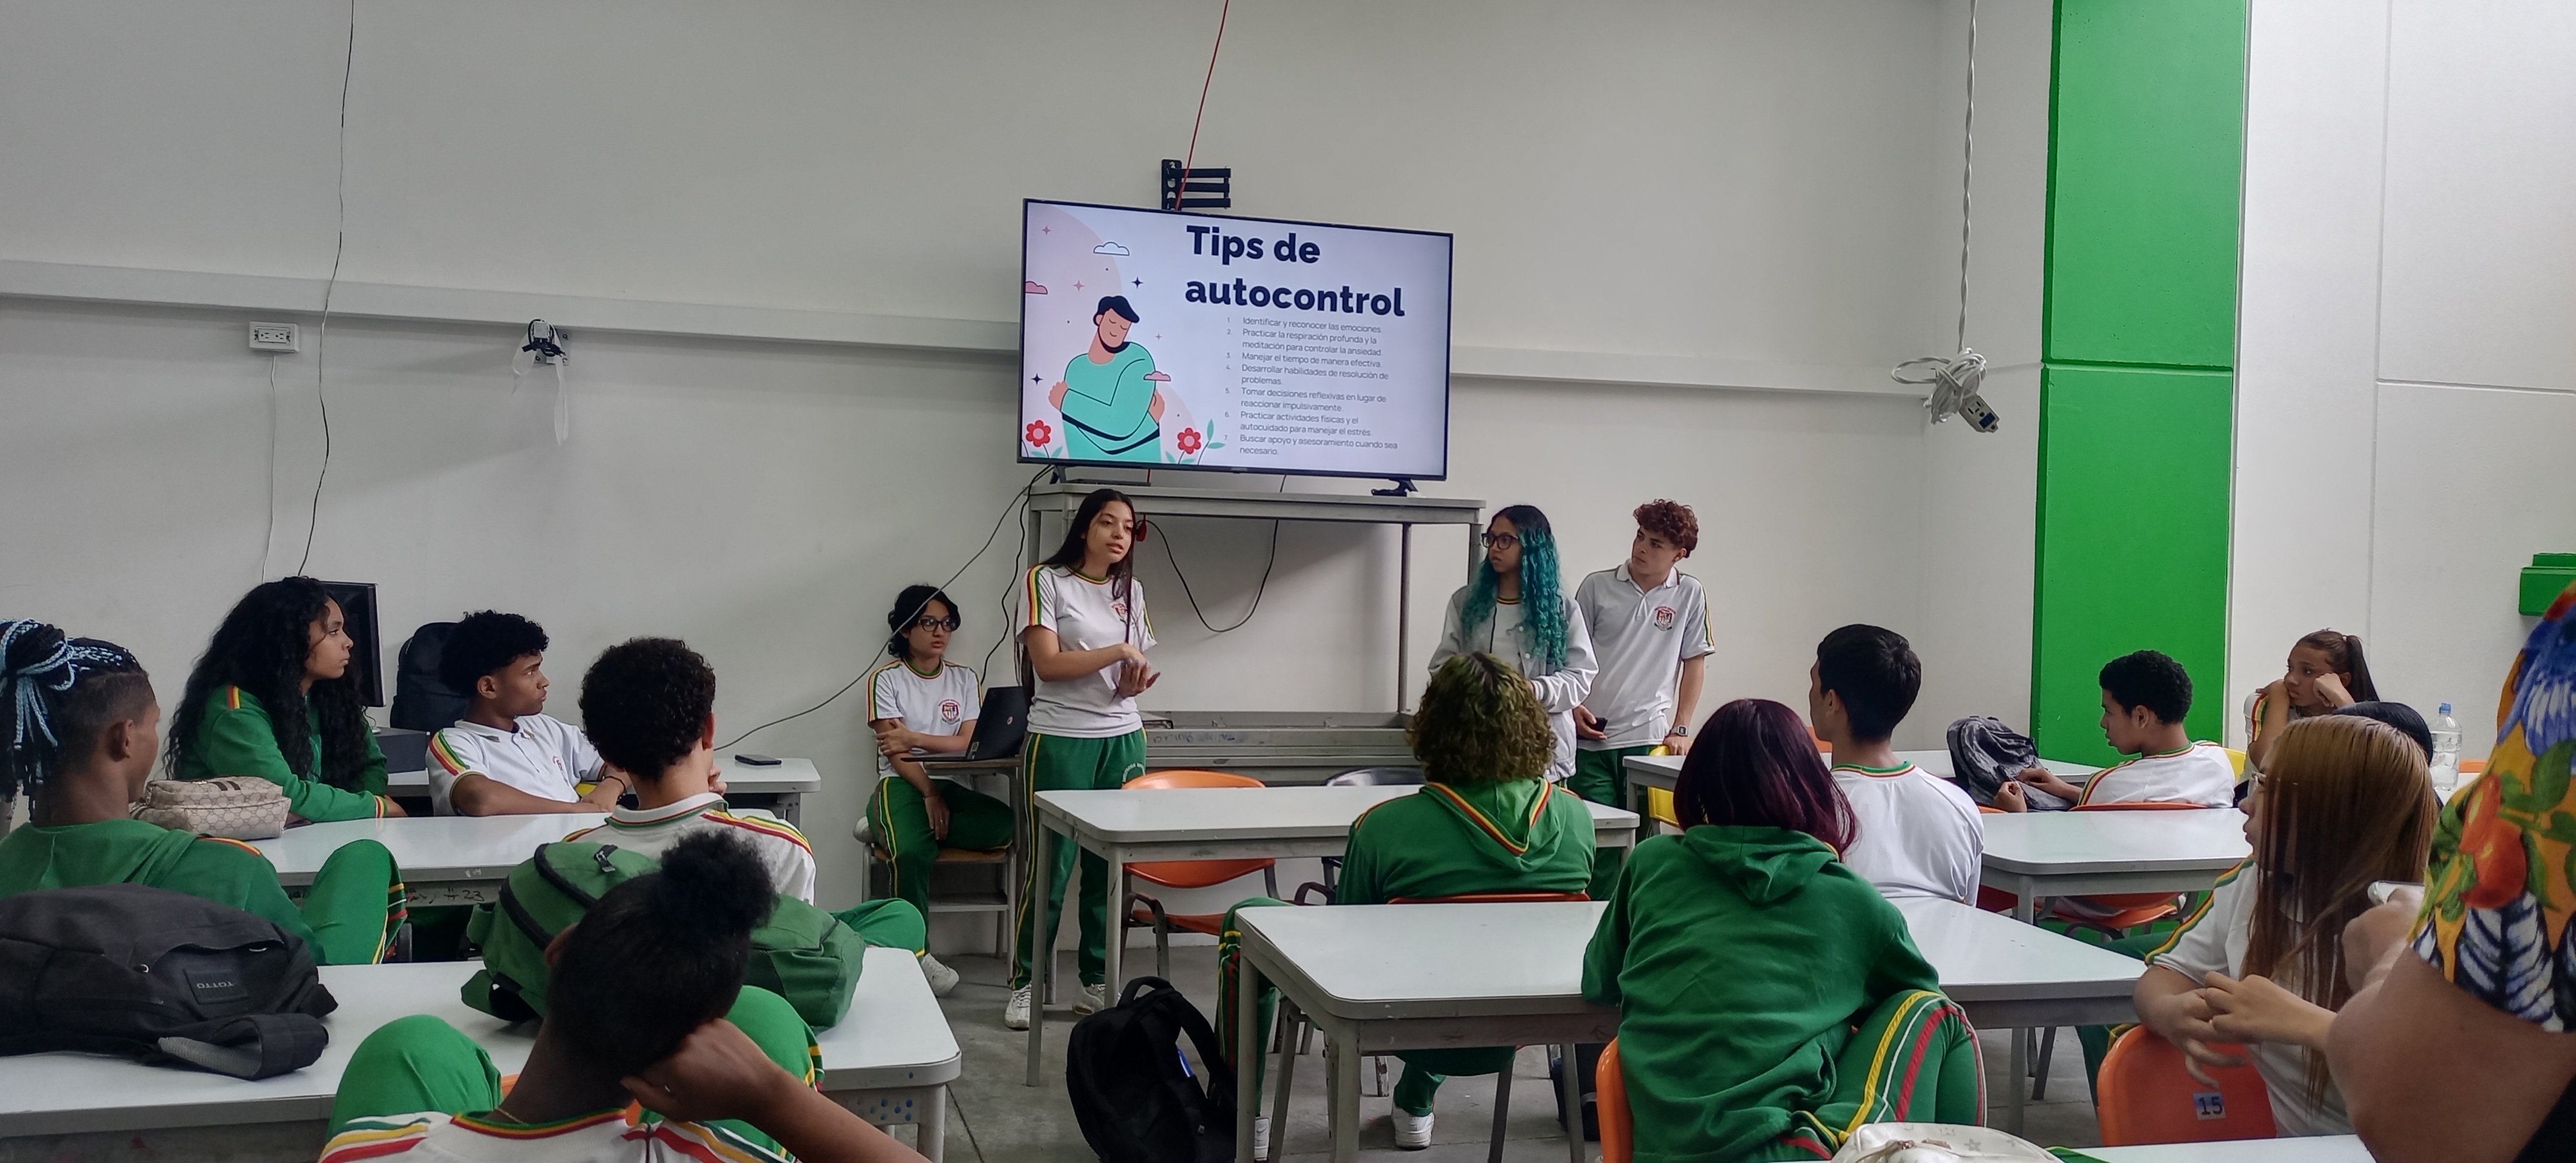 Tips de
autocontrol
1. Identificar y reconocer las emociones.
2. Practicar la respiración profunda y la
meditación para controlar la ansiedad.
3. Manejar el tiempo de manera efectiva.
4. Desarrollar habilidades de resolución de
problemas.
5. Tomar decisiones reflexivas en lugar de
reaccionar impulsivamente.
6. Practicar actividades físicas y el
autocuidado para manejar el estrés.
7. Buscar apoyo y asesoramiento cuando sea
necesario.
TOTTO
15